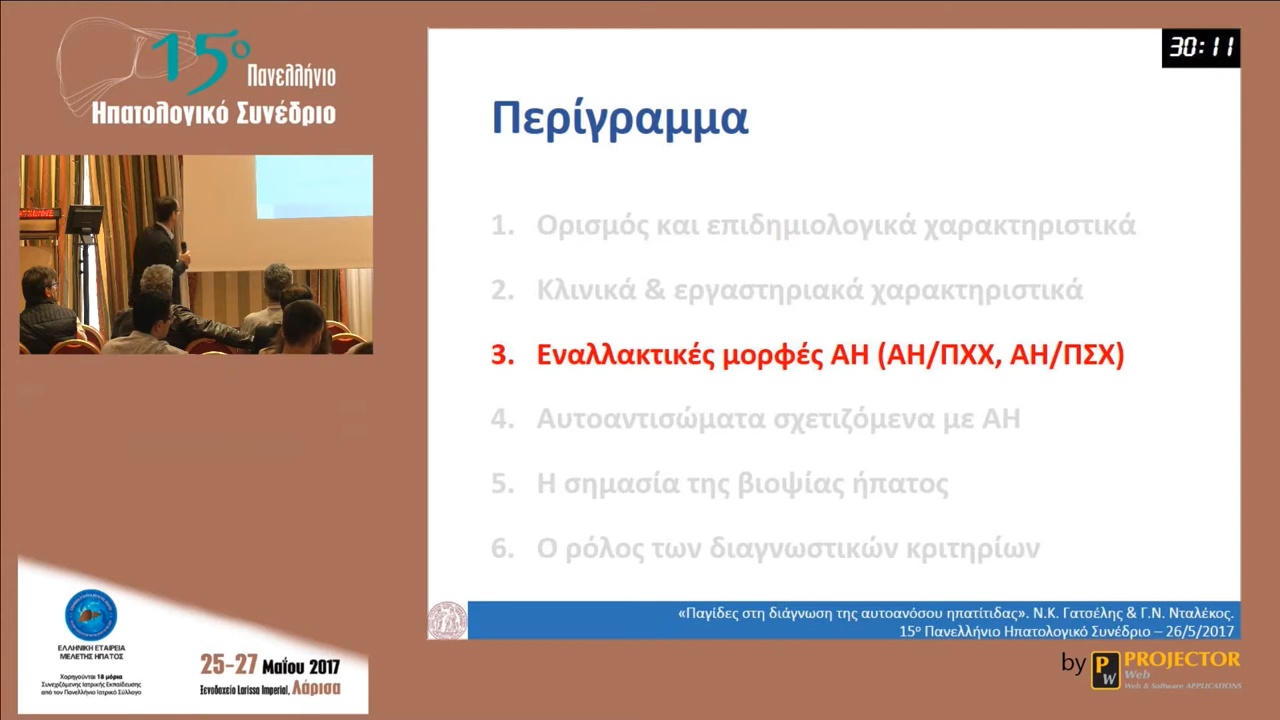 15ο
Πανελλήνιο
Ηπατολογικό Συνέδριο
30:11
Περίγραμμα
1. Ορισμός και επιδημιολογικά χαρακτηριστικά
2. Κλινικά & εργαστηριακά χαρακτηριστικά
3. Εναλλακτικές μορφές ΑΗ (ΑΗ/ΠΧΧ, ΑΗ/ΠΣΧ)
4. Αυτοαντισώματα σχετιζόμενα με ΑΗ
5. Η σημασία της βιοψίας ήπατος
6. Ο ρόλος των διαγνωστικών κριτηρίων
«Παγίδες στη διάγνωση της αυτοανόσου ηπατίτιδας». Ν.Κ. Γατσέλης & Γ.Ν. Νταλέκος.
15ο Πανελλήνιο Ηπατολογικό Συνέδριο – 26/5/2017
ΕΛΛΗΝΙΚΗ ΕΤΑΙΡΕΙΑ
ΜΕΛΕΤΗΣ ΗΠΑΤΟΣ
Χορηγούνται 18 μόρια
Συνεχιζόμενης Ιατρικής Εκπαίδευσης
από τον Πανελλήνιο Ιατρικό Σύλλογο
25-27 Μαΐου 2017
Ξενοδοχείο Larissa Imperial, Λάρισα
by PW PROJECTOR
Web
Web & Software APPLICATIONS